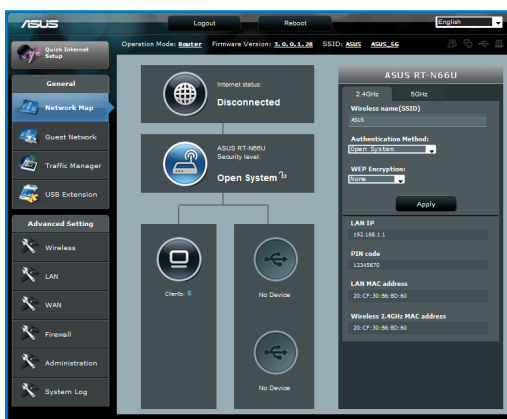 ASUS
Logout
Reboot
English
Quick Internet
Setup
Operation Mode: Router Firmware Version: 3.0.0.1.28 SSID: ASUS ASUS_5G
General
Network Map
Guest Network
Traffic Manager
USB Extension
Advanced Setting
Wireless
LAN
WAN
Firewall
Administration
System Log
Internet status:
Disconnected
ASUS RT-N66U
Security level:
Open System
Clients: 6
No Device
No Device
ASUS RT-N66U
2.4GHz
5GHz
Wireless name(SSID)
ASUS
Authentication Method:
Open System
WEP Encryption:
None
Apply
LAN IP
192.168.1.1
PIN code
12345670
LAN MAC address
20:CF:30:B6:BD:60
Wireless 2.4GHz MAC address
20:CF:30:B6:BD:60